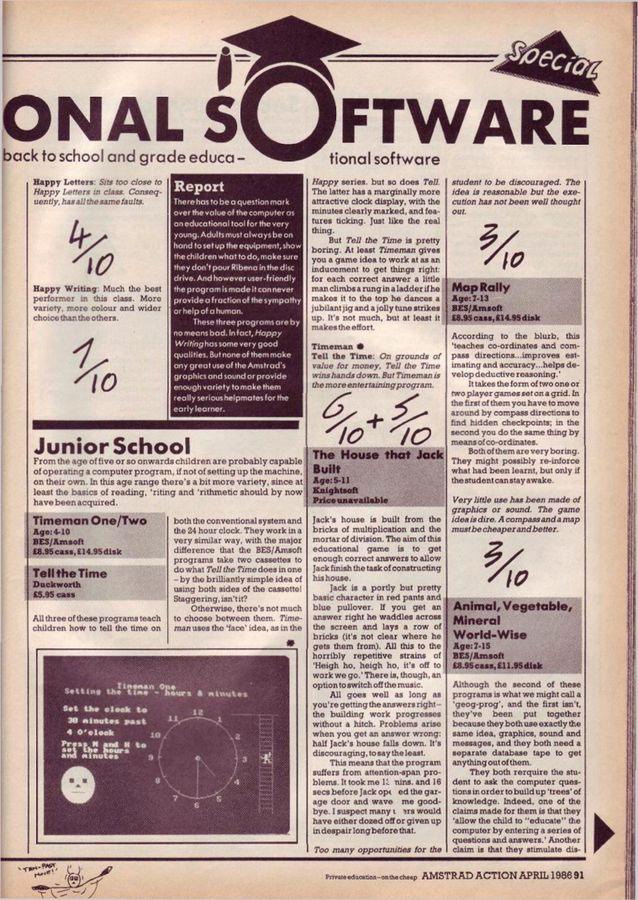 special
ONAL SOFTWARE
back to school and grade educa –
tional software
Happy Letters: Sits too close to
Happy Letters in class. Conseq-
uently, has all the same faults.
4/10
Happy Writing: Much the best
performer in this class. More
variety, more colour and wider
choice than the others.
7/10
Report
There has to be a question mark
over the value of the computer as
an educational tool for the very
young. Adults must always be on
hand to set up the equipment, show
the children what to do, make sure
they don't pour Ribena in the disc
drive. And however user-friendly
the program is made it can never
provide a fraction of the sympathy
or help of a human.
These three programs are by
no means bad. In fact, Happy
Writing has some very good
qualities. But none of them make
any great use of the Amstrad's
graphics and sound or provide
enough variety to make them
really serious helpmates for the
early learner.
Junior School
From the age of five or so onwards children are probably capable
of operating a computer program, if not of setting up the machine,
on their own. In this age range there's a bit more variety, since at
least the basics of reading, 'riting and 'rithmetic should by now
have been acquired.
Timeman One/Two
Age: 4-10
BES/Amsoft
£8.95 cass, £14.95 disk
Tell the Time
Duckworth
£5.95 cass
All three of these programs teach
children how to tell the time on
both the conventional system and
the 24 hour clock. They work in a
very similar way, with the major
difference that the BES/Amsoft
programs take two cassettes to
do what Tell the Time does in one
– by the brilliantly simple idea of
using both sides of the cassette!
Staggering, isn't it?
Otherwise, there's not much
to choose between them. Time-
man uses the 'face' idea, as in the
Timeman One
Setting the time - hours & minutes
Set the clock to
30 minutes past
4 O'clock
Press M and H to
set the hours
and minutes
12
1
2
3
4
5
6
7
8
9
10
11
Happy series. but so does Tell.
The latter has a marginally more
attractive clock display, with the
minutes clearly marked, and fea-
tures ticking. Just like the real
thing.
But Tell the Time is pretty
boring. At least Timeman gives
you a game idea to work at as an
inducement to get things right:
for each correct answer a little
man climbs a rung in a ladder if he
makes it to the top he dances a
jubilant jig and a jolly tune strikes
up. It's not much, but at least it
makes the effort.
Timeman
Tell the Time: On grounds of
value for money, Tell the Time
wins hands down. But Timeman is
the more entertaining program.
6/10 + 5/10
The House that Jack
Built
Age: 5-11
Knightsoft
Price unavailable
Jack's house is built from the
bricks of multiplication and the
mortar of division. The aim of this
educational game is to get
enough correct answers to allow
Jack finish the task of constructing
his house.
Jack is a portly but pretty
basic character in red pants and
blue pullover. If you get an
answer right he waddles across
the screen and lays a row of
bricks (it's not clear where he
gets them from). All this to the
horribly repetitive strains of
'Heigh ho, heigh ho, it's off to
work we go.' There is, though, an
option to switch off the music.
All goes well as long as
you're getting the answers right –
the building work progresses
without a hitch. Problems arise
when you get an answer wrong:
half Jack's house falls down. It's
discouraging, to say the least.
This means that the program
suffers from attention-span pro-
blems. It took me mins. and 16
secs before Jack ed the gar-
age door and wave me good-
bye. I suspect many would
have either dozed off or given up
in despair long before that.
Too many opportunities for the
student to be discouraged. The
idea is reasonable but the exe-
cution has not been well thought
out.
3/10
Map Rally
Age: 7-13
BES/Amsoft
£8.95 cass, £14.95 disk
According to the blurb, this
'teaches co-ordinates and com-
pass directions...improves est-
imating and accuracy...helps de-
velop deductive reasoning.'
It takes the form of two one or
two player games set on a grid. In
the first of them you have to move
around by compass directions to
find hidden checkpoints; in the
second you do the same thing by
means of co-ordinates.
Both of them are very boring.
They might possibly re-inforce
what had been learnt, but only if
the student can stay awake.
Very little use has been made of
graphics or sound. The game
idea is dire. A compass and a map
must be cheaper and better.
3/10
Animal, Vegetable,
Mineral
World-Wise
Age: 7-15
BES/Amsoft
£8.95 cass, £11.95 disk
Although the second of these
programs is what we might call a
'geog-prog', and the first isn't,
they've been put together
because they both use exactly the
same idea, graphics, sound and
messages, and they both need a
separate database tape to get
anything out of them.
They both rerquire the stu-
dent to ask the computer ques-
tions in order to build up 'trees' of
knowledge. Indeed, one of the
claims made for them is that they
'allow the child to "educate" the
computer by entering a series of
questions and answers.' Another
claim is that they stimulate dis-
"TEN-PAST NINE!"
Private education – on the cheap AMSTRAD ACTION APRIL 1986 91